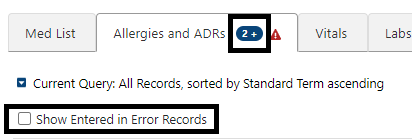 Med List Allergies and ADRs 2 + Vitals Labs
Current Query: All Records, sorted by Standard Term ascending
Show Entered in Error Records